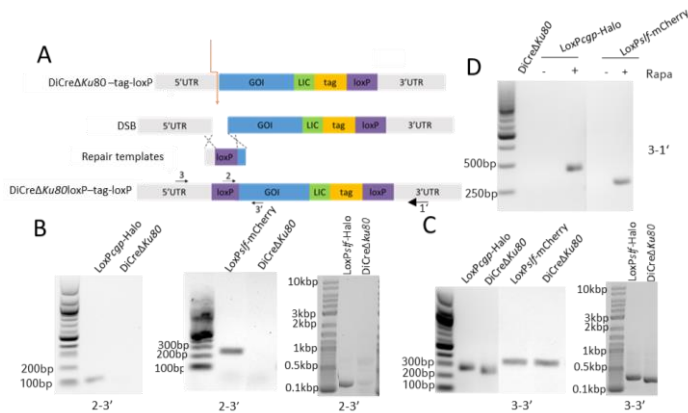 A
DiCreΔKu80 –tag-loxP
5'UTR GOI LIC tag loxP 3'UTR
DSB
5'UTR GOI LIC tag loxP 3'UTR
Repair templates
loxP
3 2
DiCreΔKu80loxP–tag-loxP
5'UTR loxP GOI LIC tag loxP 3'UTR
3' 1'
D
DiCreΔKu80
LoxPcgp-Halo
LoxPslf-mCherry
- + - + Rapa
500bp
250bp
3-1'
B
LoxPcgp-Halo
DiCreΔKu80
200bp
100bp
2-3'
LoxPslf-mCherry
DiCreΔKu80
300bp
200bp
100bp
2-3'
LoxPslf-Halo
DiCreΔku80
10kbp
3kbp
2kbp
1kbp
0.5kbp
0.1kbp
2-3'
C
LoxPcgp-Halo
DiCreΔKu80
LoxPslf-mCherry
DiCreΔKu80
300bp
200bp
100bp
3-3'
LoxPslf-Halo
DiCreΔKu80
10kbp
3kbp
2kbp
1kbp
0.5kbp
0.1kbp
3-3'